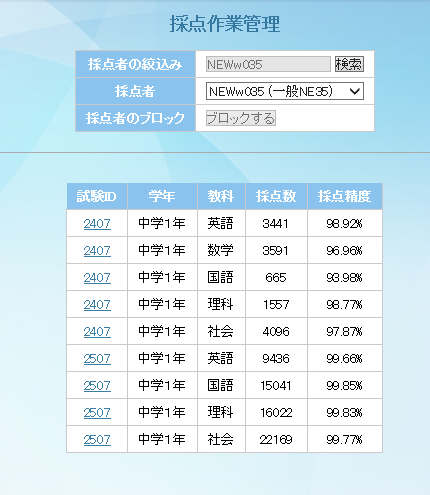 採点作業管理
採点者の絞込み NEWw035 検索
採点者 NEWw035 (一般NE35)
採点者のブロック ブロックする
試験ID 学年 教科 採点数 採点精度
2407 中学1年 英語 3441 98.92%
2407 中学1年 数学 3591 96.96%
2407 中学1年 国語 665 93.98%
2407 中学1年 理科 1557 98.77%
2407 中学1年 社会 4096 97.87%
2507 中学1年 英語 9436 99.66%
2507 中学1年 国語 15041 99.85%
2507 中学1年 理科 16022 99.83%
2507 中学1年 社会 22169 99.77%